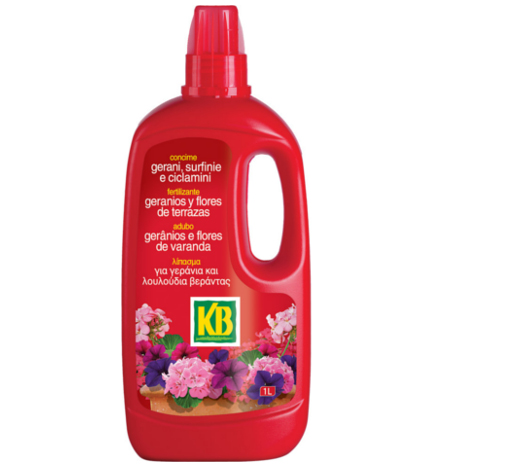 concime
gerani, surfinie
e ciclamini
fertilizante
geranios y flores
de terrazas
adubo
gerânios e flores
de varanda
λίπασμα
για γεράνια και
λουλούδια βεράντας
KB
1L